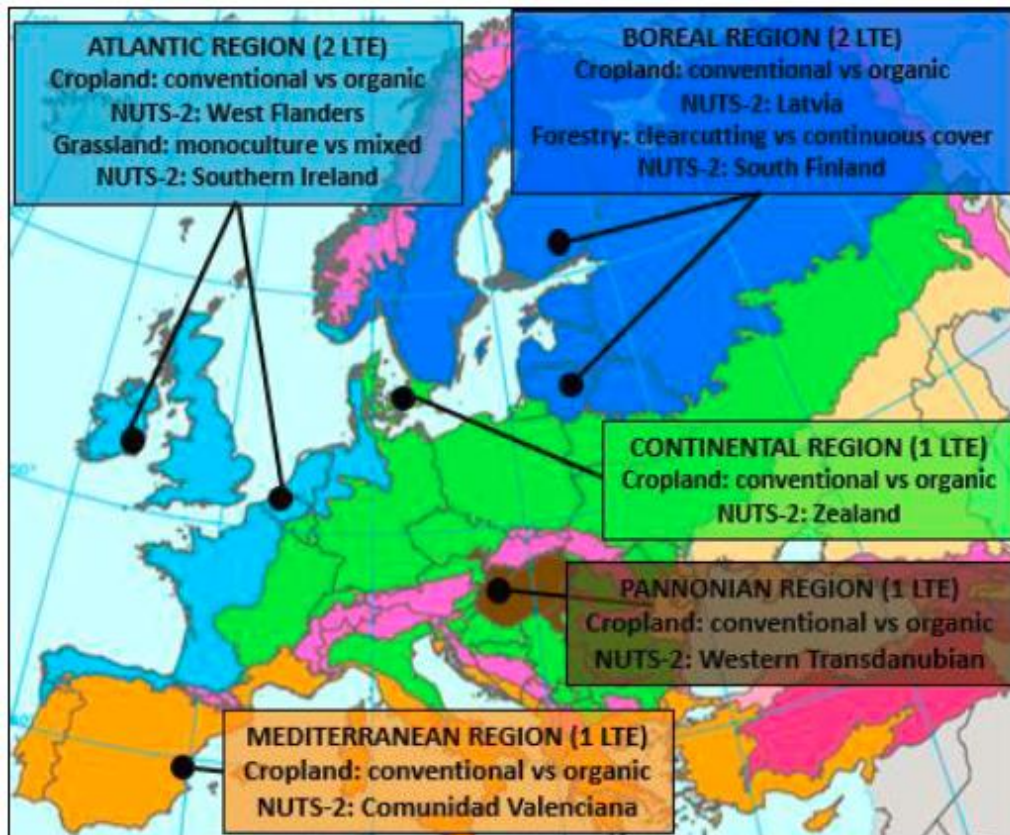 ATLANTIC REGION (2 LTE)
Cropland: conventional vs organic
NUTS-2: West Flanders
Grassland: monoculture vs mixed
NUTS-2: Southern Ireland
BOREAL REGION (2 LTE)
Cropland: conventional vs organic
NUTS-2: Latvia
Forestry: clearcutting vs continuous cover
NUTS-2: South Finland
CONTINENTAL REGION (1 LTE)
Cropland: conventional vs organic
NUTS-2: Zealand
PANNONIAN REGION (1 LTE)
Cropland: conventional vs organic
NUTS-2: Western Transdanubian
MEDITERRANEAN REGION (1 LTE)
Cropland: conventional vs organic
NUTS-2: Comunidad Valenciana